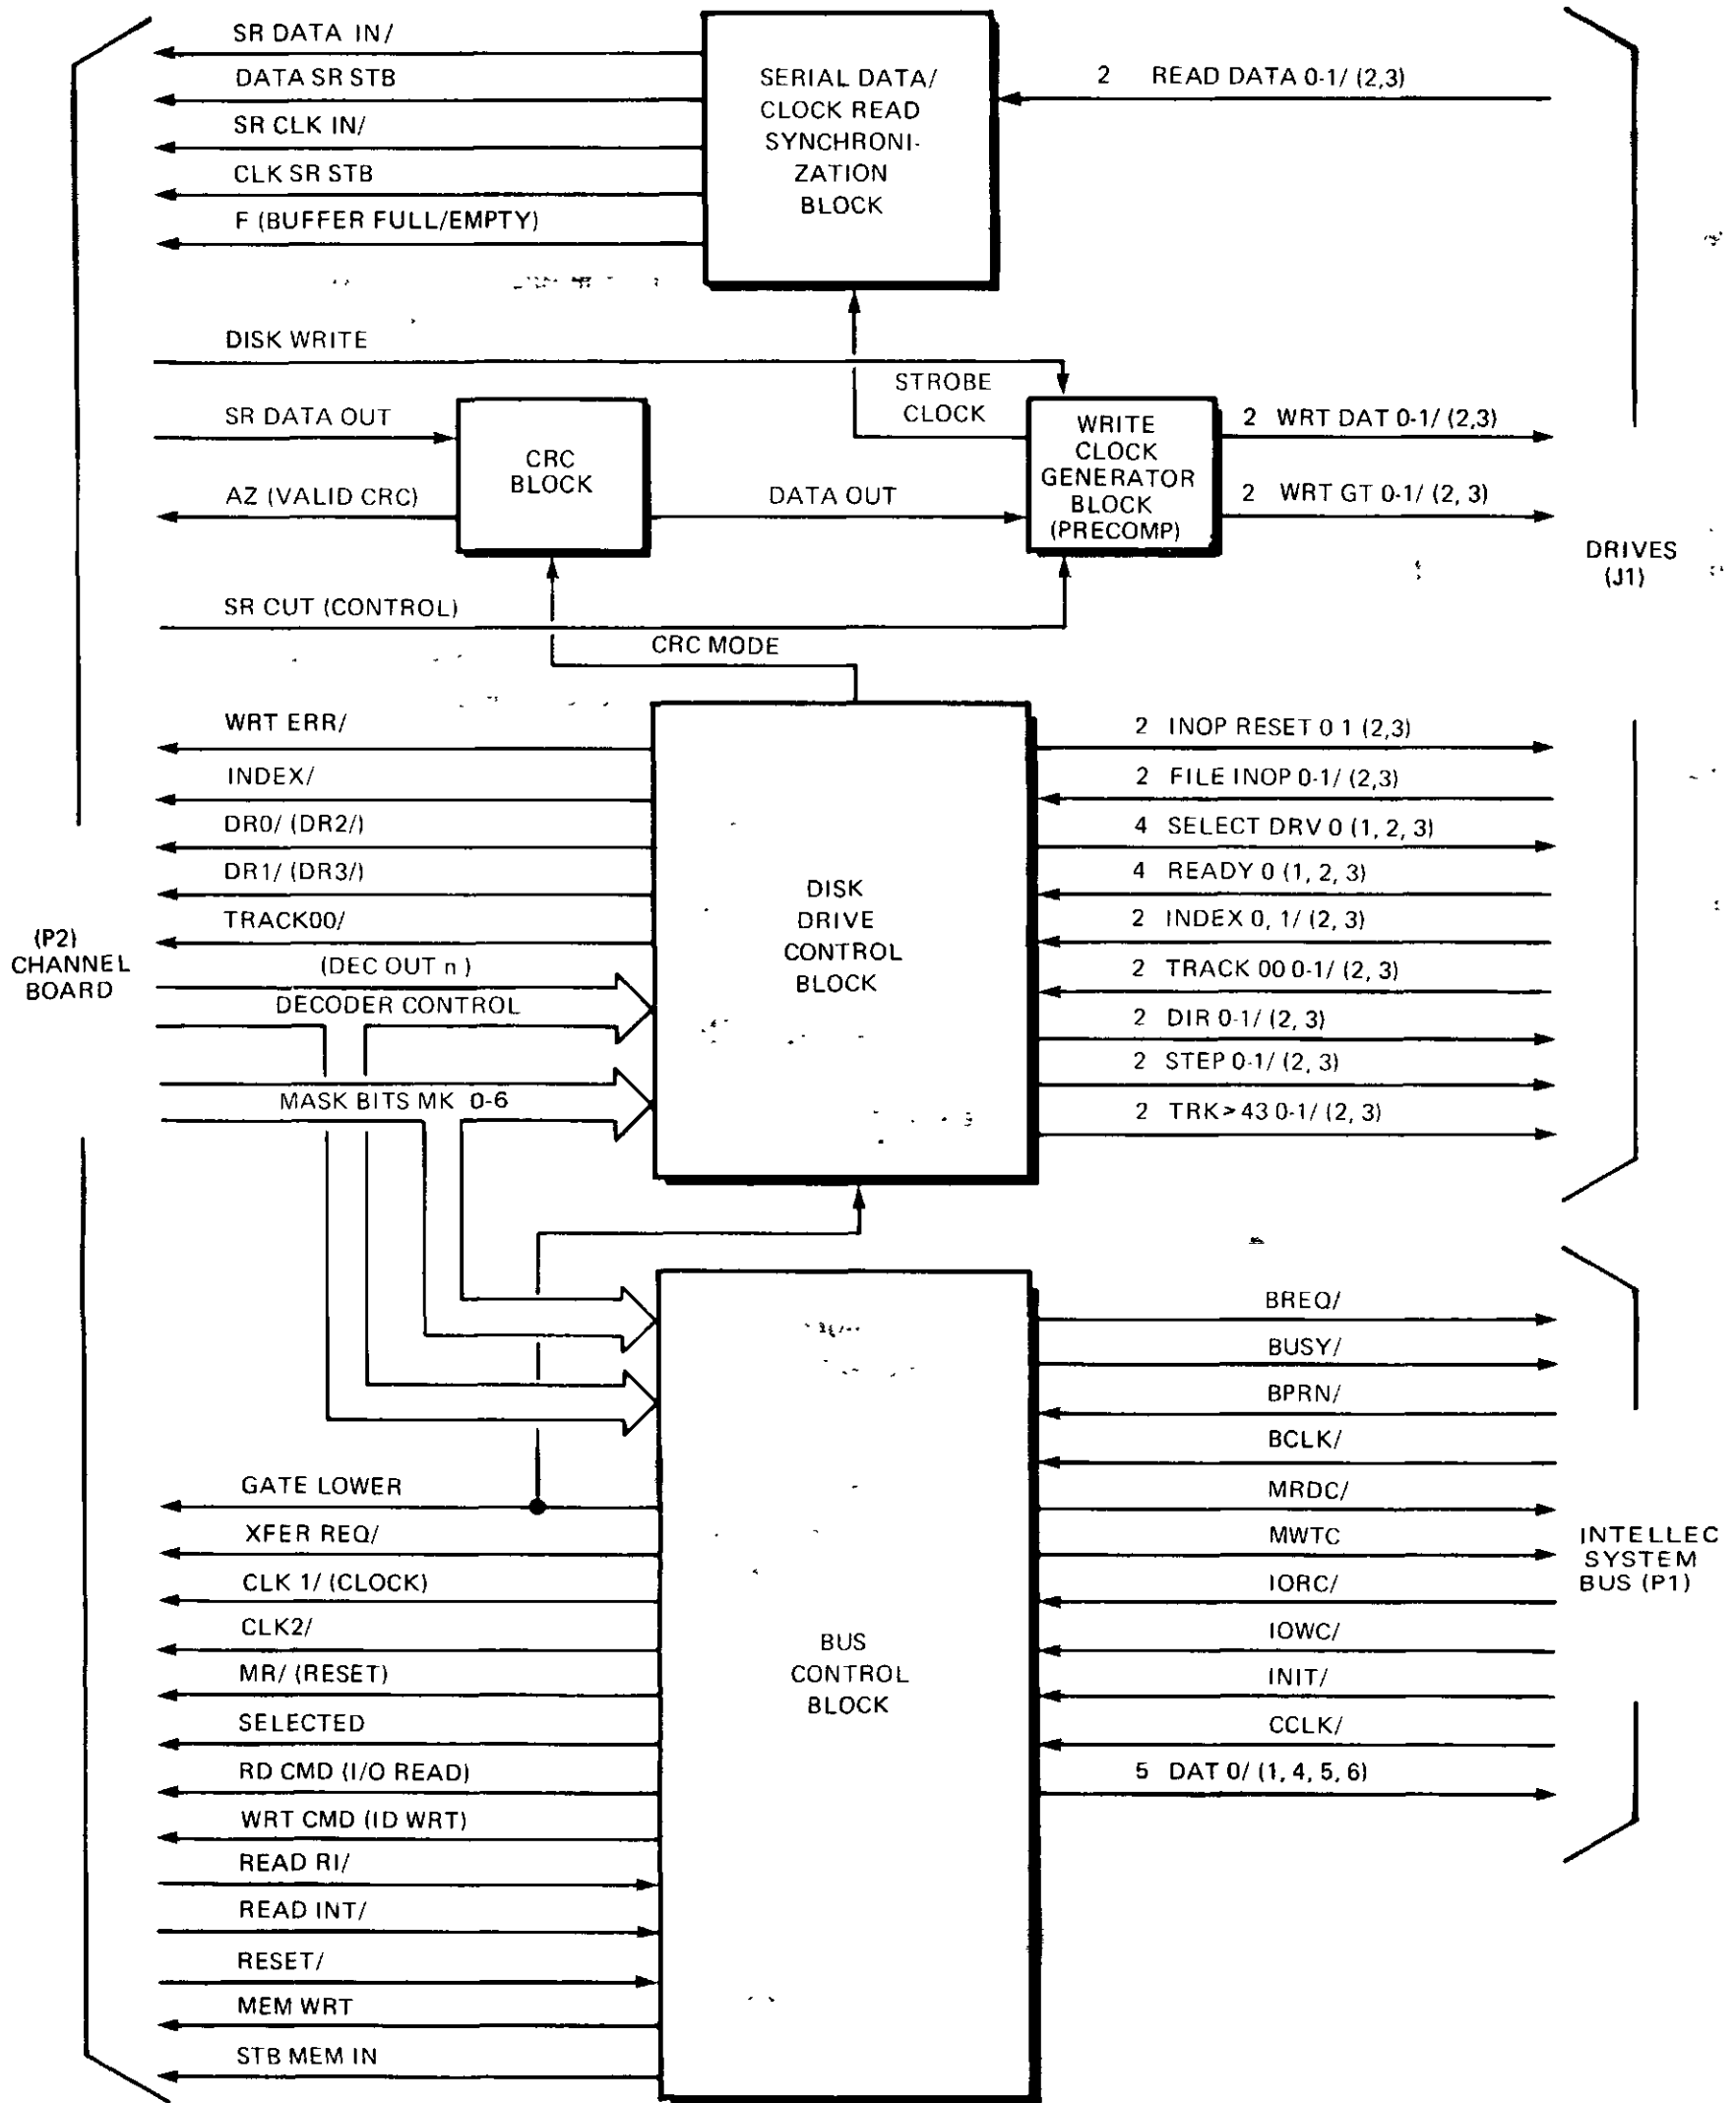 SR DATA IN/
DATA SR STB
SR CLK IN/
CLK SR STB
F (BUFFER FULL/EMPTY)
SERIAL DATA/
CLOCK READ
SYNCHRONI-
ZATION
BLOCK
2 READ DATA 0-1/ (2,3)
DISK WRITE
STROBE
CLOCK
SR DATA OUT
AZ (VALID CRC)
CRC
BLOCK
DATA OUT
WRITE
CLOCK
GENERATOR
BLOCK
(PRECOMP)
2 WRT DAT 0-1/ (2,3)
2 WRT GT 0-1/ (2, 3)
DRIVES
(J1)
SR CUT (CONTROL)
CRC MODE
WRT ERR/
INDEX/
DR0/ (DR2/)
DR1/ (DR3/)
TRACK00/
(DEC OUT n )
DECODER CONTROL
MASK BITS MK 0-6
(P2)
CHANNEL
BOARD
DISK
DRIVE
CONTROL
BLOCK
2 INOP RESET 0 1 (2,3)
2 FILE INOP 0-1/ (2,3)
4 SELECT DRV 0 (1, 2, 3)
4 READY 0 (1, 2, 3)
2 INDEX 0, 1/ (2, 3)
2 TRACK 00 0-1/ (2, 3)
2 DIR 0-1/ (2, 3)
2 STEP 0-1/ (2, 3)
2 TRK>43 0-1/ (2, 3)
GATE LOWER
XFER REQ/
CLK 1/ (CLOCK)
CLK2/
MR/ (RESET)
SELECTED
RD CMD (I/O READ)
WRT CMD (ID WRT)
READ RI/
READ INT/
RESET/
MEM WRT
STB MEM IN
BUS
CONTROL
BLOCK
BREQ/
BUSY/
BPRN/
BCLK/
MRDC/
MWTC
IORC/
IOWC/
INIT/
CCLK/
5 DAT 0/ (1, 4, 5, 6)
INTELLEC
SYSTEM
BUS (P1)